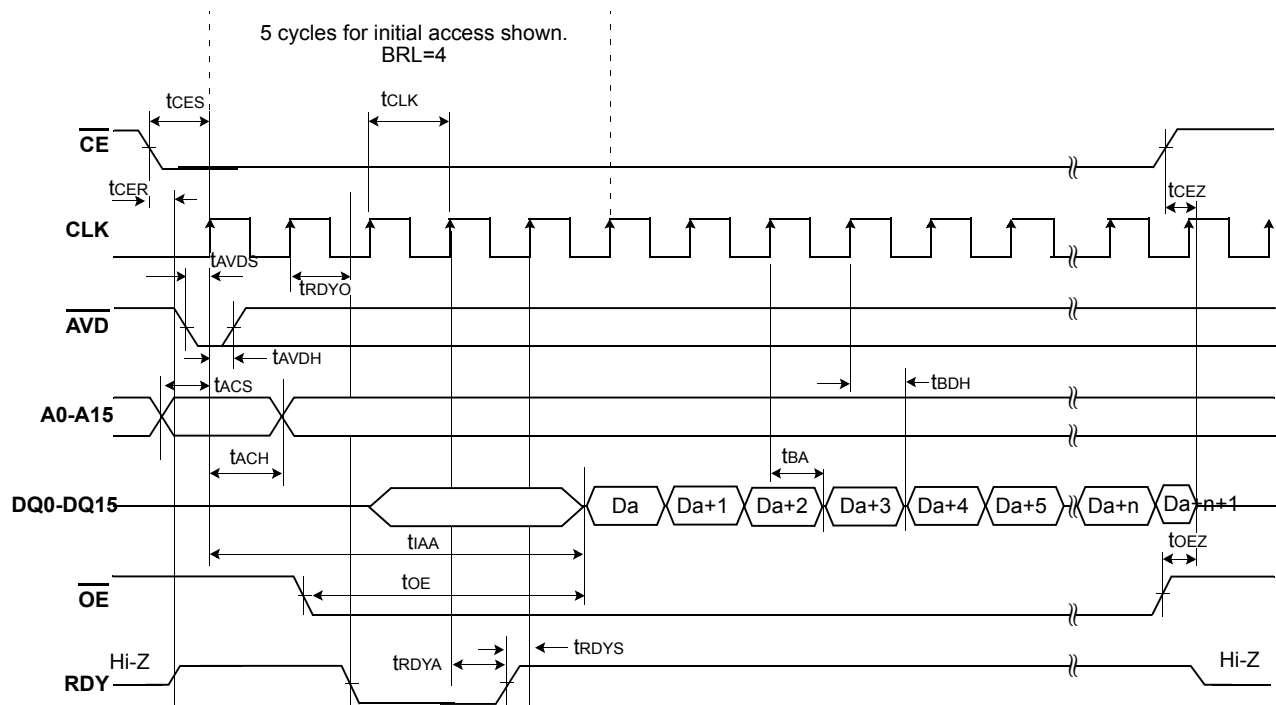 5 cycles for initial access shown.
BRL=4
tCES
tCLK
CE
tCER
tCEZ
CLK
tAVDS
tRDYO
AVD
tAVDH
tACS
tBDH
A0-A15
tACH
tBA
DQ0-DQ15
Da
Da+1
Da+2
Da+3
Da+4
Da+5
Da+n
Da+n+1
tIAA
tOEZ
tOE
OE
tRDYS
Hi-Z
tRDYA
Hi-Z
RDY